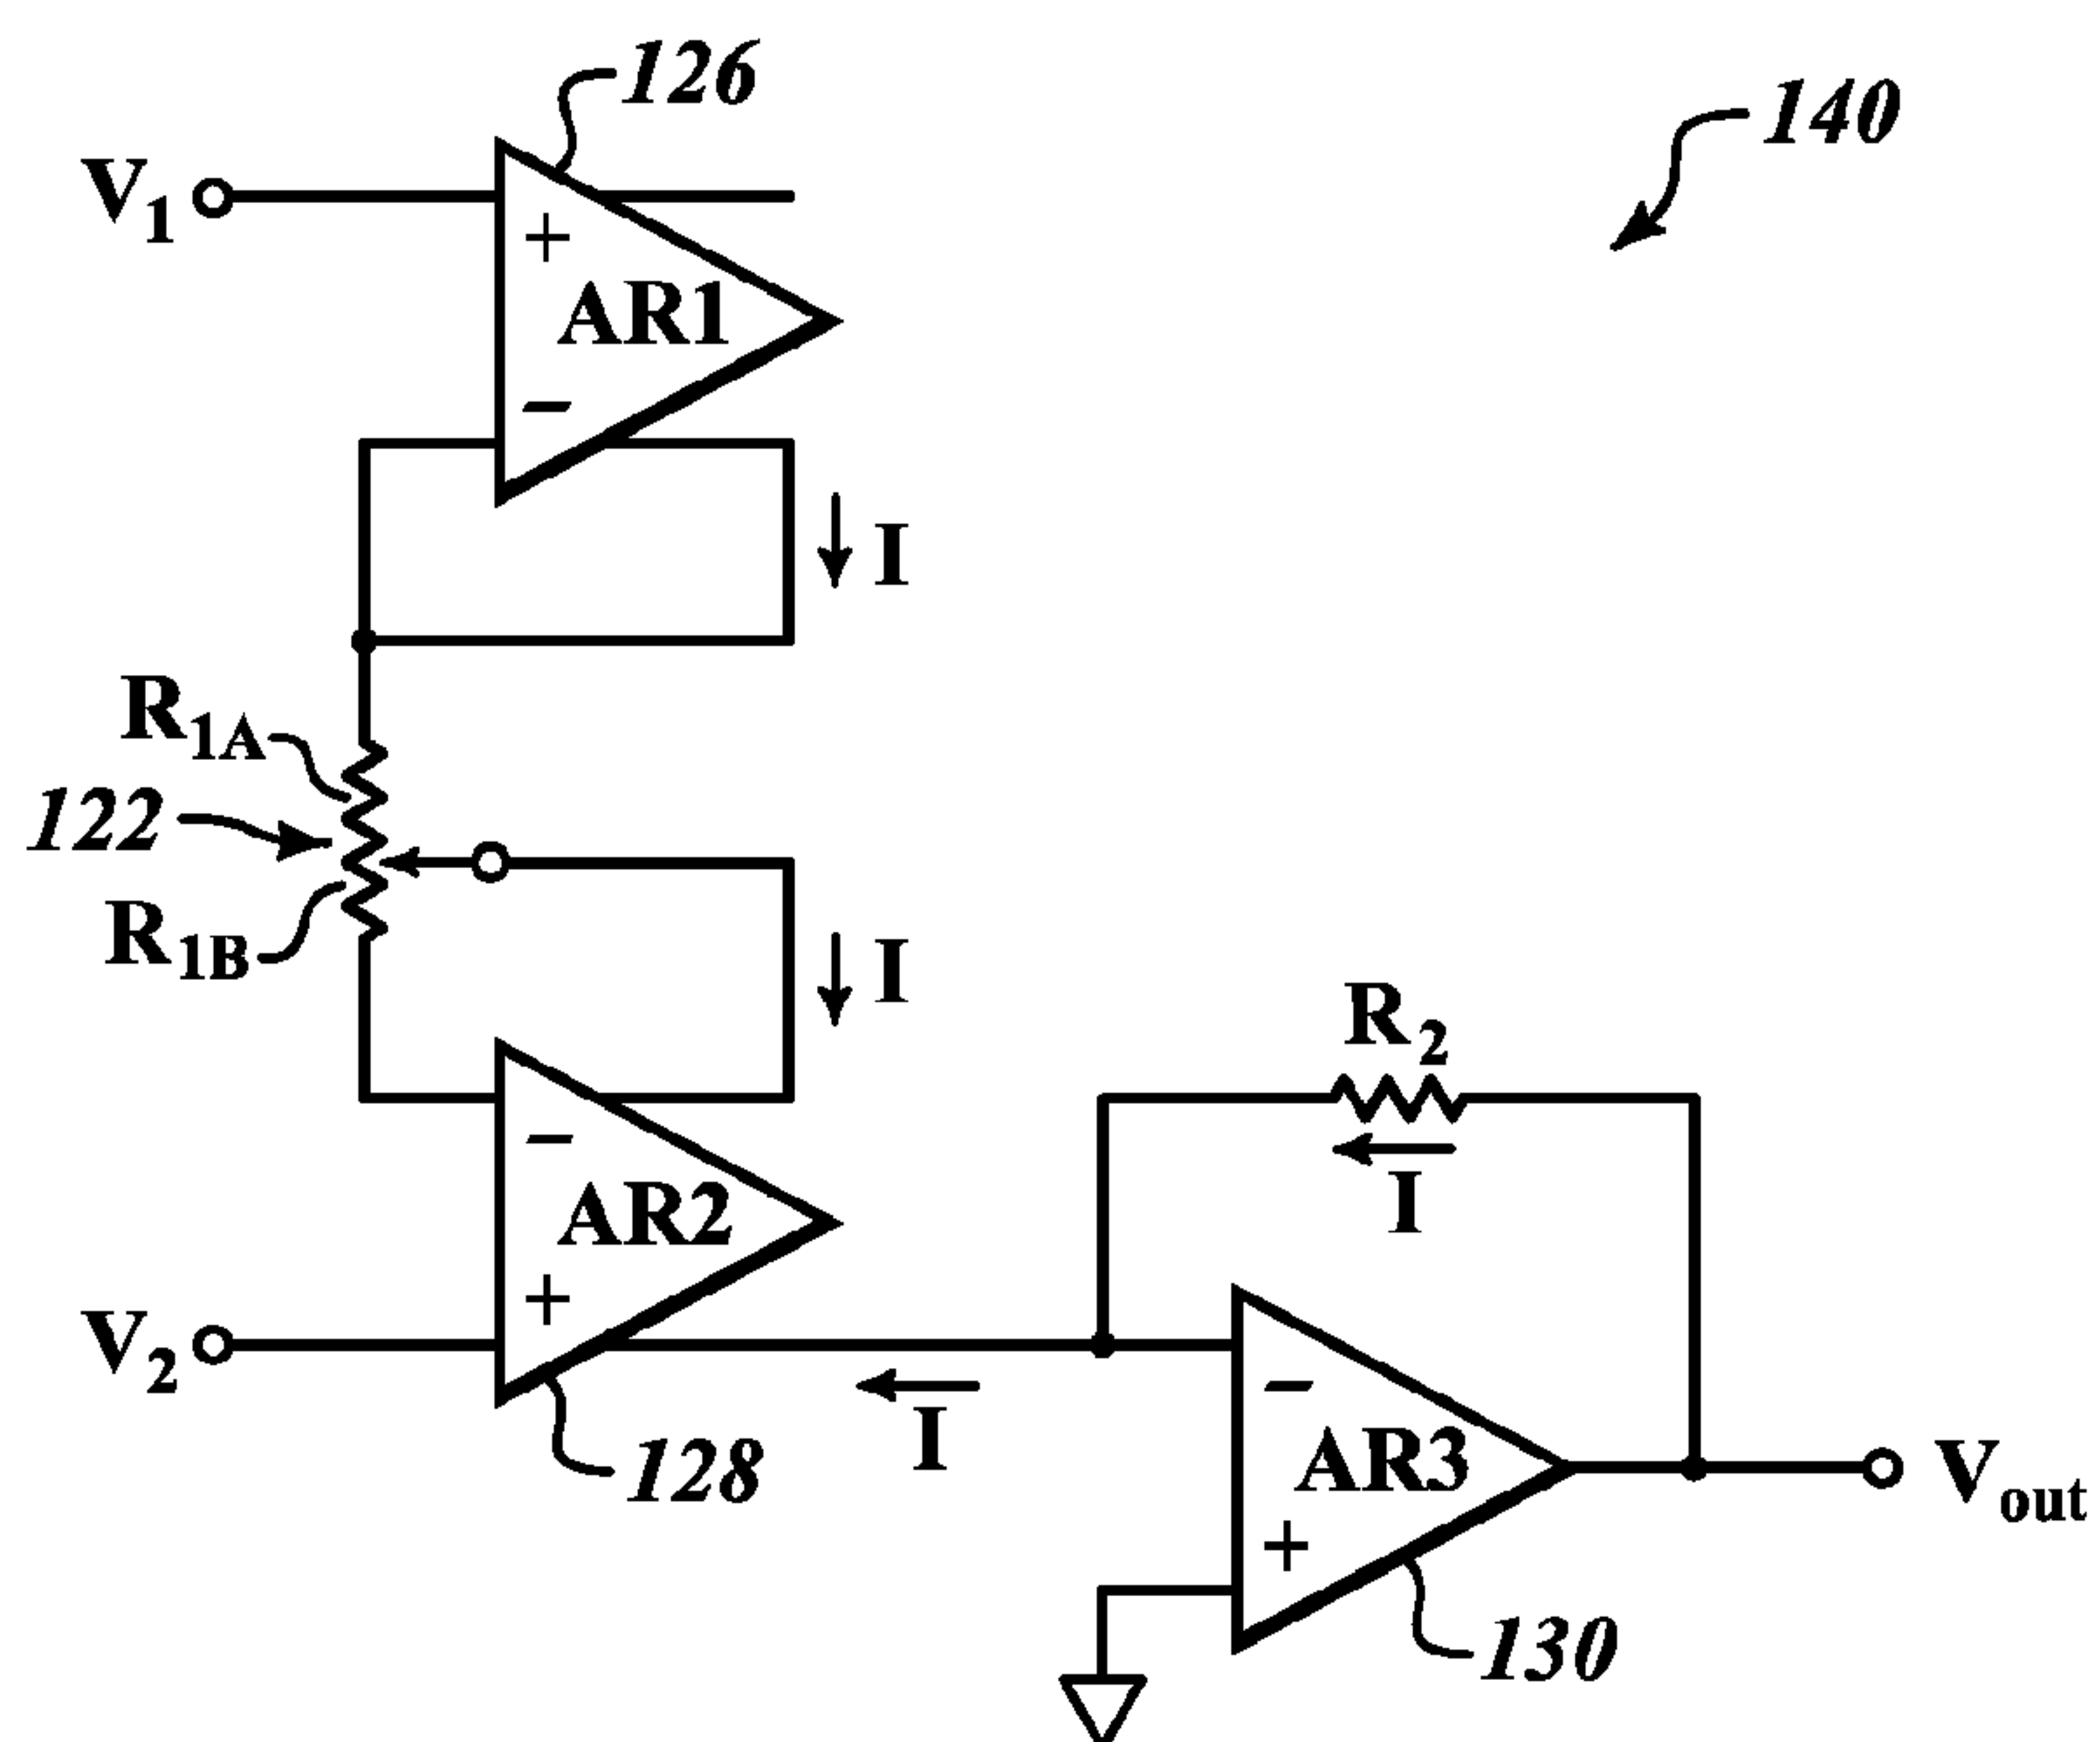 126
140
V1
+
AR1
−
I
R1A
122
R1B
I
R2
I
−
AR2
+
V2
I
128
−
AR3
+
Vout
130